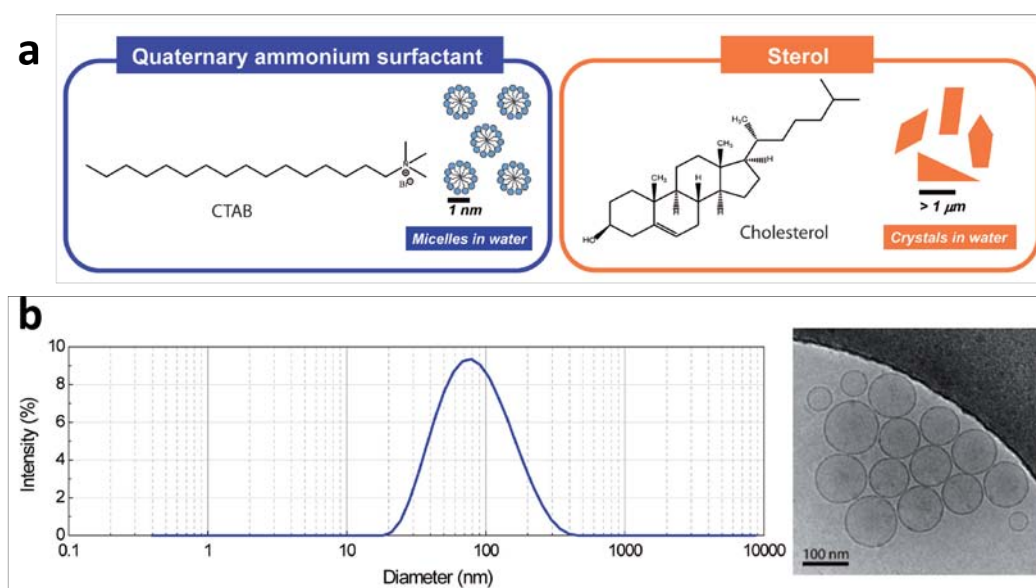 a
Quaternary ammonium surfactant
Sterol
N
⊕
Br⊖
CTAB
1 nm
Micelles in water
H₃C
CH₃
CH₃
H
H
H
H
HO
Cholesterol
> 1 µm
Crystals in water
b
Intensity (%)
10
8
6
4
2
0
0.1 1 10 100 1000 10000
Diameter (nm)
100 nm